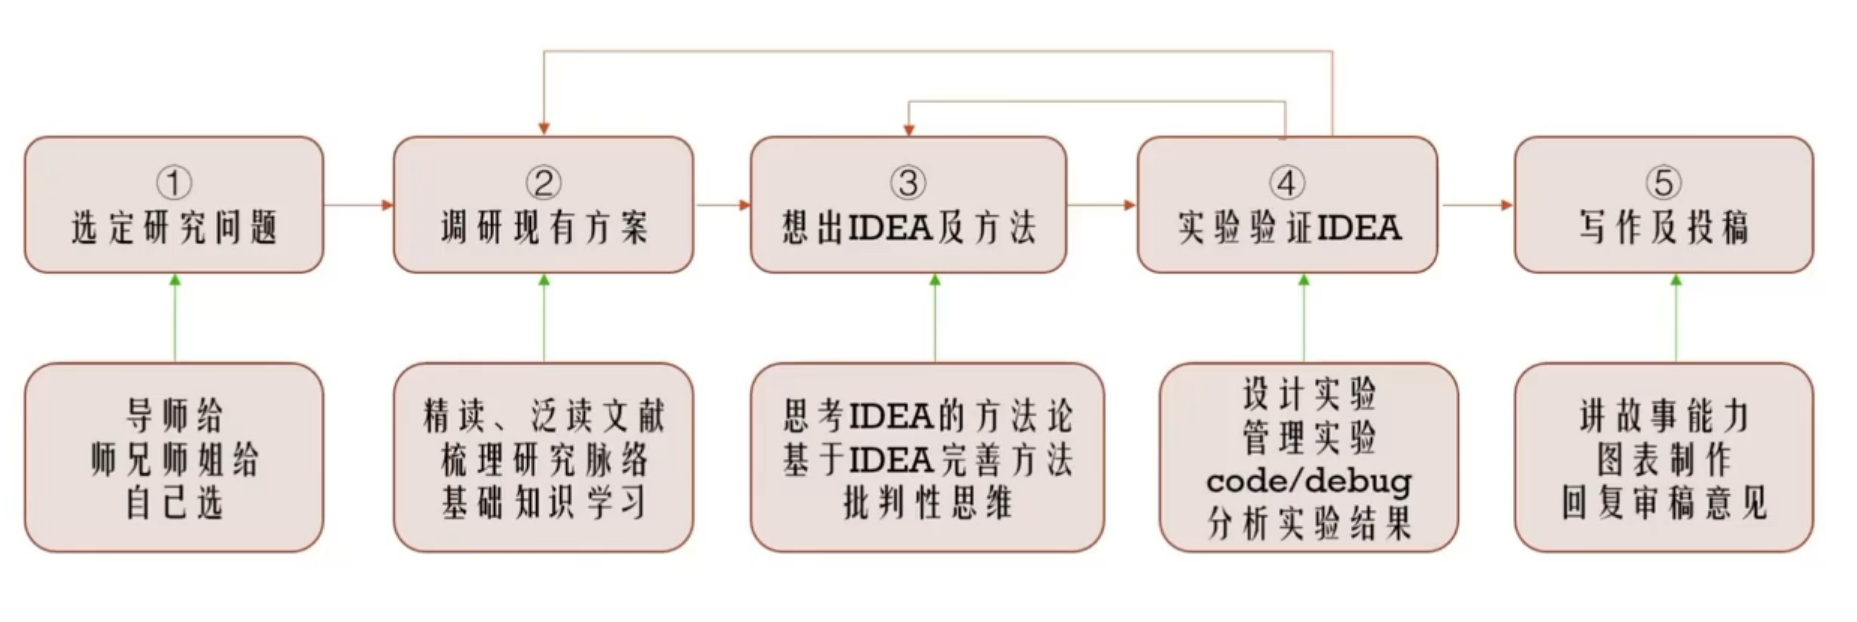 ①
选定研究问题
②
调研现有方案
③
想出IDEA及方法
④
实验验证IDEA
⑤
写作及投稿
导师给
师兄师姐给
自己选
精读、泛读文献
梳理研究脉络
基础知识学习
思考IDEA的方法论
基于IDEA完善方法
批判性思维
设计实验
管理实验
code/debug
分析实验结果
讲故事能力
图表制作
回复审稿意见